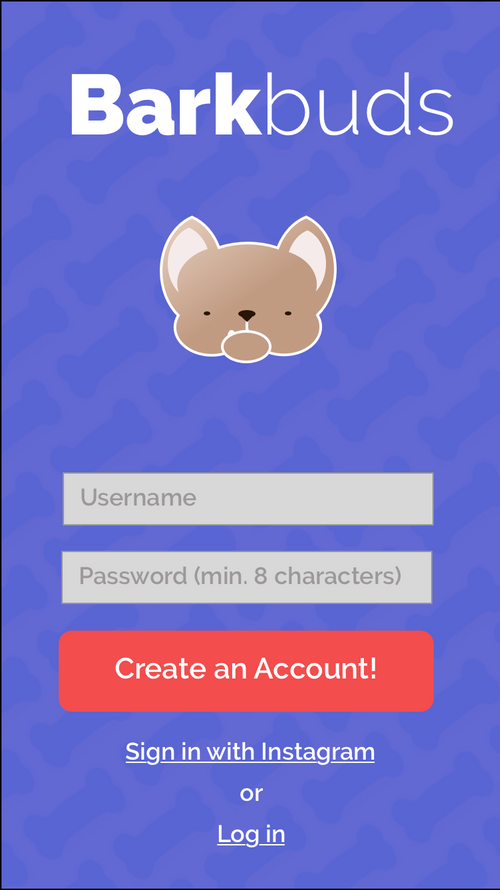 Barkbuds
Username
Password (min. 8 characters)
Create an Account!
Sign in with Instagram
or
Log in